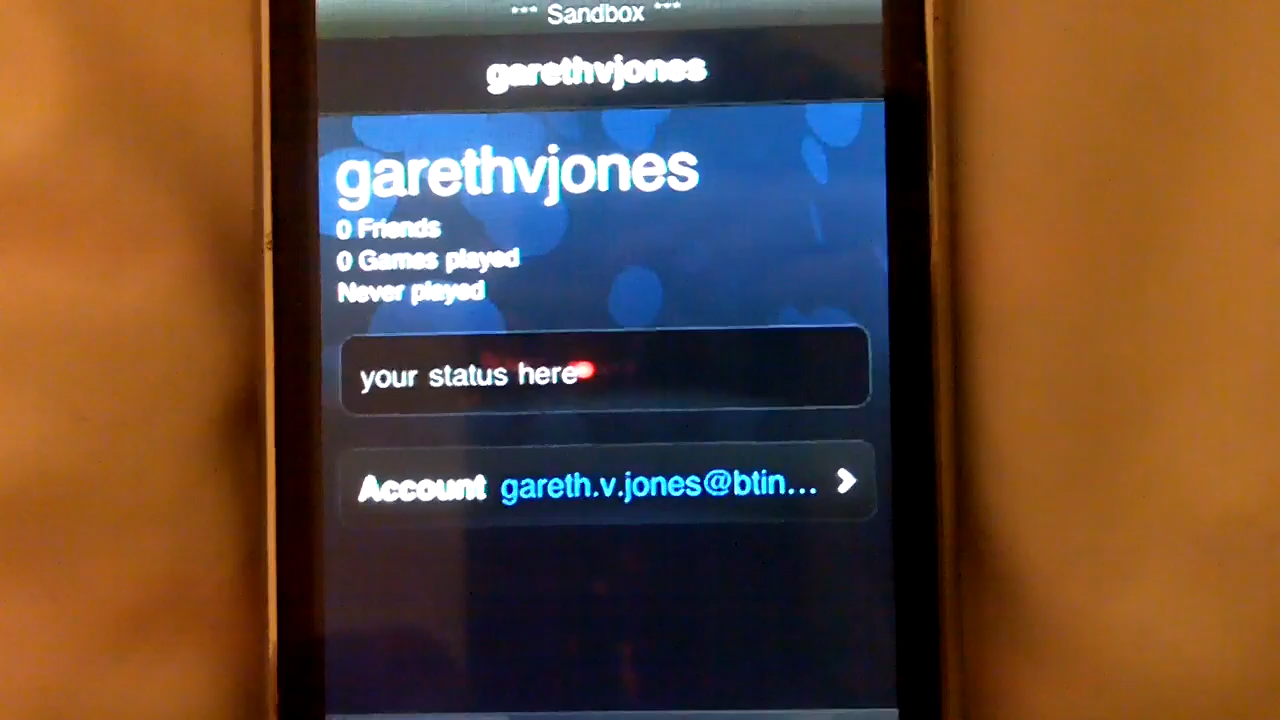 *** Sandbox ***
garethvjones
garethvjones
0 Friends
0 Games played
Never played
your status here
Account gareth.v.jones@btin...